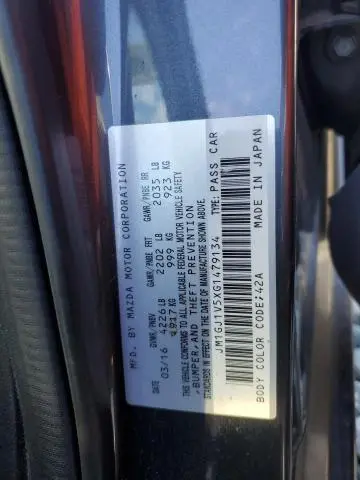 MFD. BY MAZDA MOTOR CORPORATION
DATE GVWR/PNBV GAWR/PNBE FRT GAWR/PNBE RR
03/16 4226 LB 2202 LB 2035 LB
1917 KG 999 KG 923 KG
THIS VEHICLE CONFORMS TO ALL APPLICABLE FEDERAL MOTOR VEHICLE SAFETY
, BUMPER, AND THEFT PREVENTION
STANDARDS IN EFFECT ON THE DATE OF MANUFACTURE SHOWN ABOVE.
JM1GJ1V5XG1479134 TYPE: PASS CAR
BODY COLOR CODE;42A MADE IN JAPAN